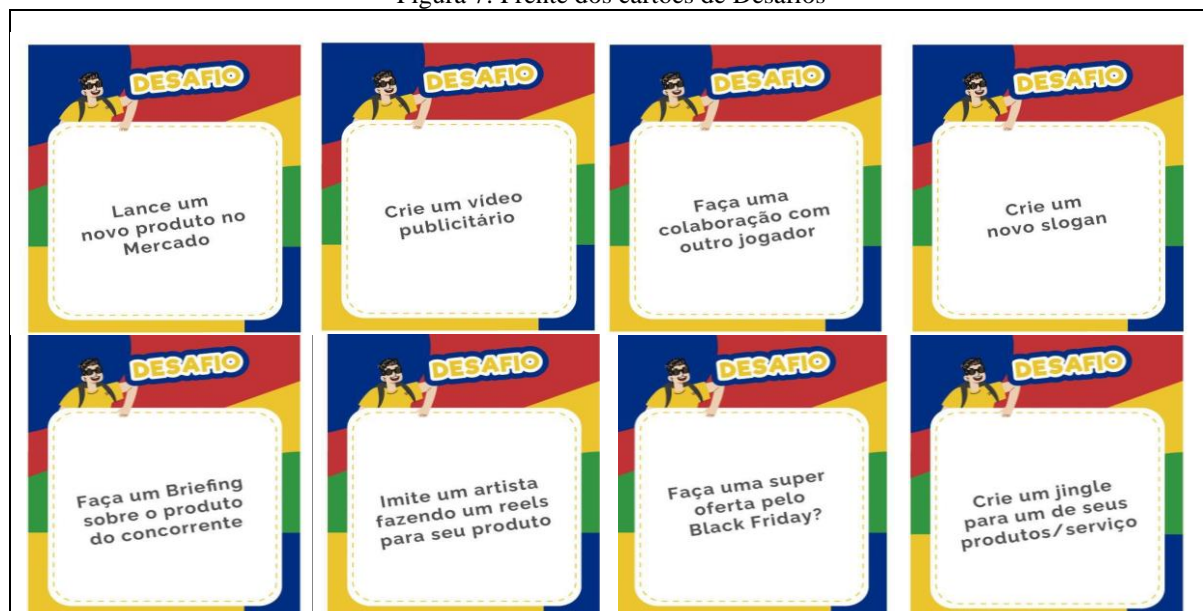 Figura 7. Frente dos cartões de Desafios
DESAFIO
Lance um
novo produto no
Mercado
DESAFIO
Crie um vídeo
publicitário
DESAFIO
Faça uma
colaboração com
outro jogador
DESAFIO
Crie um
novo slogan
DESAFIO
Faça um Briefing
sobre o produto
do concorrente
DESAFIO
Imite um artista
fazendo um reels
para seu produto
DESAFIO
Faça uma super
oferta pelo
Black Friday?
DESAFIO
Crie um jingle
para um de seus
produtos/serviço